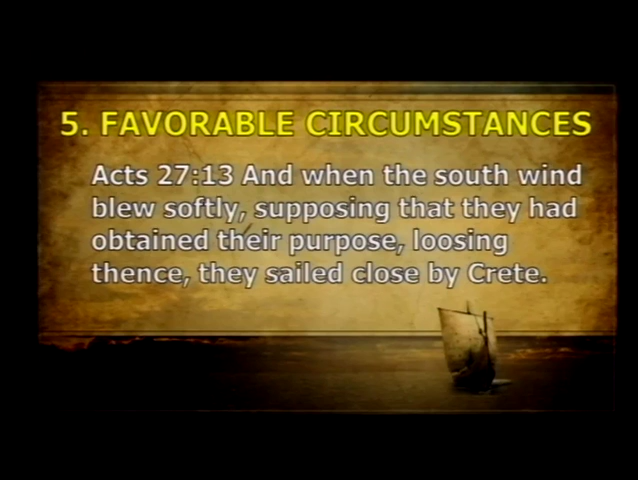 5. FAVORABLE CIRCUMSTANCES
Acts 27:13 And when the south wind
blew softly, supposing that they had
obtained their purpose, loosing
thence, they sailed close by Crete.